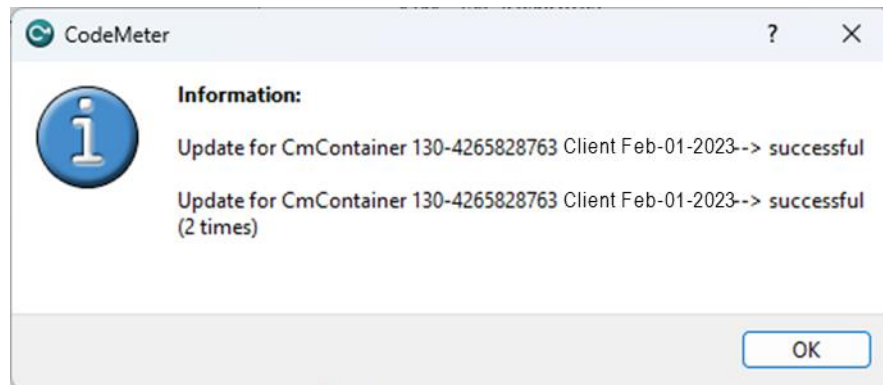 CodeMeter
?
Information:
Update for CmContainer 130-4265828763 Client Feb-01-2023--> successful
Update for CmContainer 130-4265828763 Client Feb-01-2023--> successful
(2 times)
OK